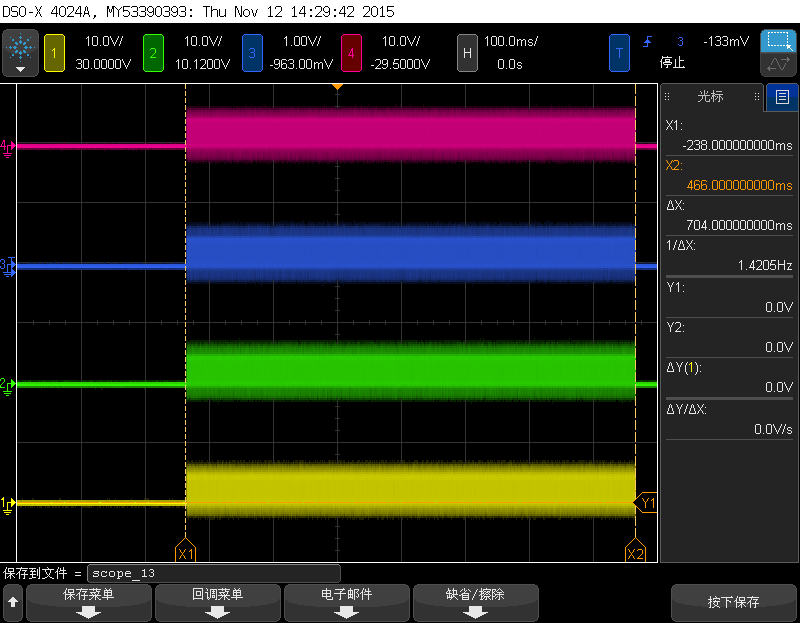 DSO-X 4024A, MY53390393: Thu Nov 12 14:29:42 2015
1 10.0V/ 2 10.0V/ 3 1.00V/ 4 10.0V/ H 100.0ms/ T 3 -133mV
30.0000V 10.1200V -963.00mV -29.5000V 0.0s 停止
光标
X1:
-238.000000000ms
X2:
466.000000000ms
ΔX:
704.000000000ms
1/ΔX:
1.4205Hz
Y1:
0.0V
Y2:
0.0V
ΔY(1):
0.0V
ΔY/ΔX:
0.0V/s
4
3
T
2
1
Y1
X1 X2
保存到文件 = scope_13
保存菜单 回调菜单 电子邮件 缺省/擦除 按下保存